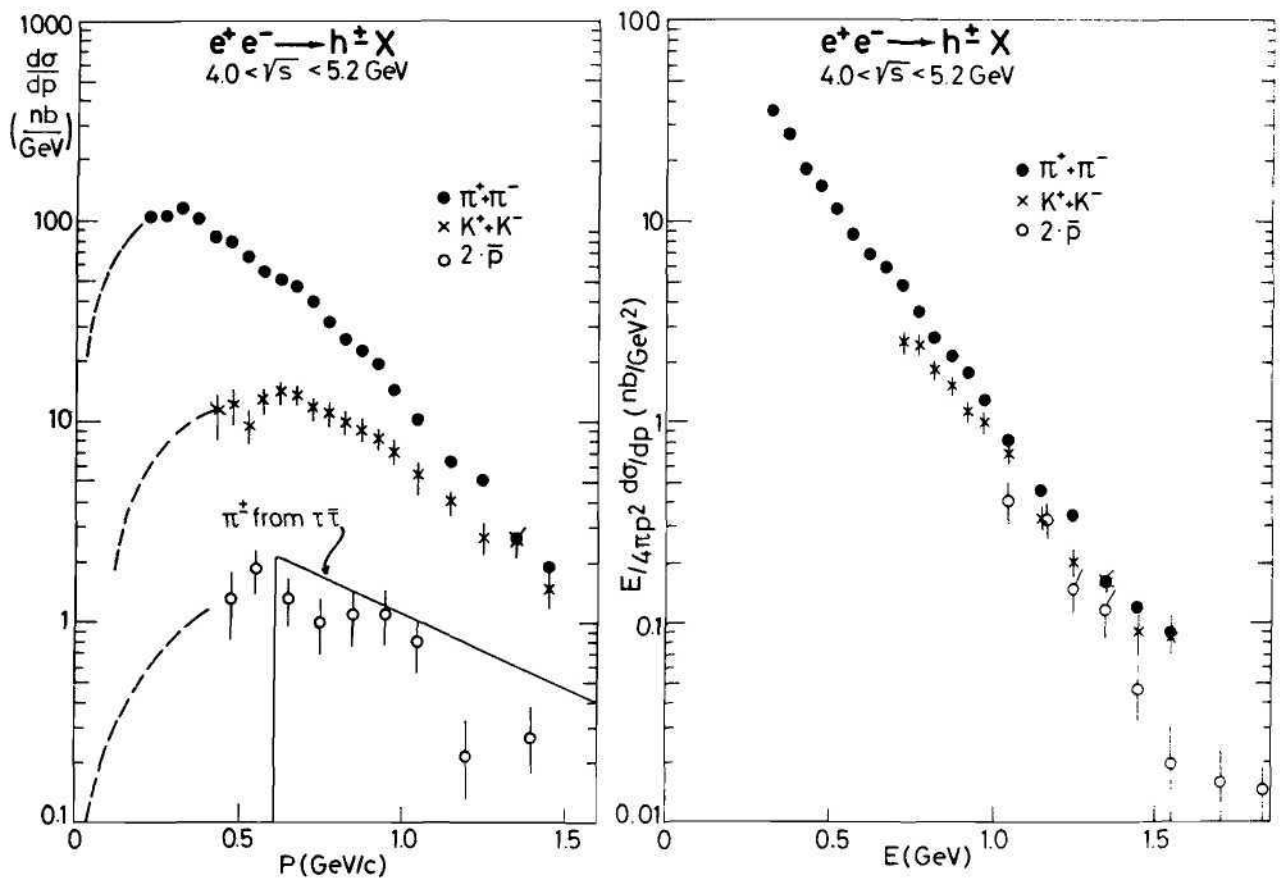 1000
dσ
dp
( nb
GeV )
100
10
1
0.1
e⁺ e⁻ → h± X
4.0 < √s < 5.2 GeV
● π⁺+π⁻
× K⁺+K⁻
○ 2·p̄
π± from ττ̄
0 0.5 1.0 1.5
P (GeV/c)
100
10
1
0.1
0.01
E/4πp² dσ/dp (nb/GeV²)
e⁺ e⁻ → h± X
4.0 < √s < 5.2 GeV
● π⁺+π⁻
× K⁺+K⁻
○ 2·p̄
0 0.5 1.0 1.5
E (GeV)